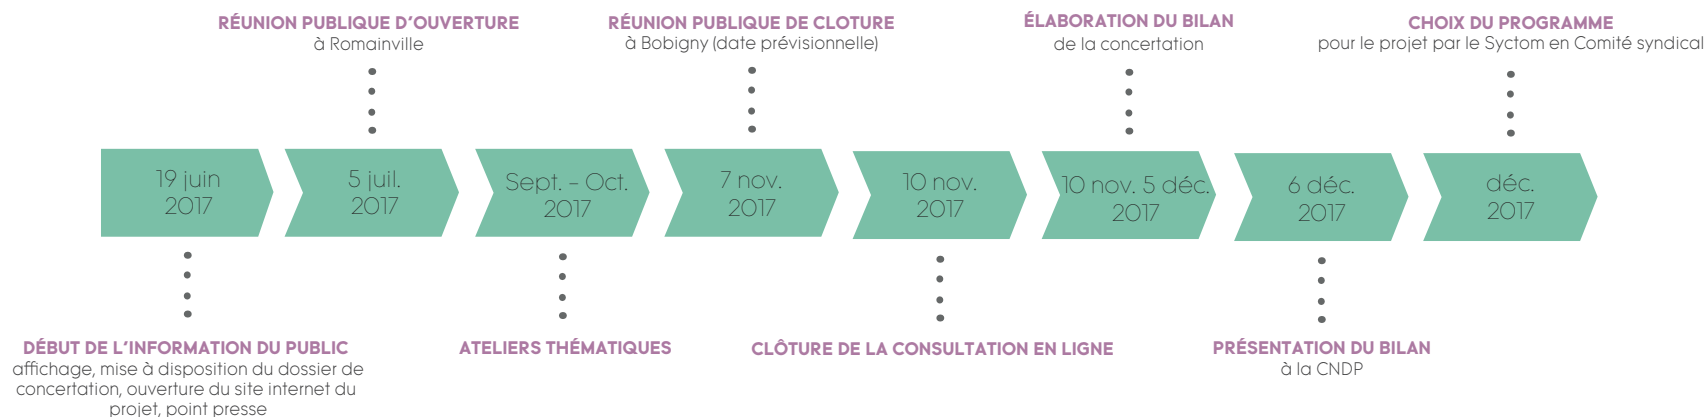 RÉUNION PUBLIQUE D'OUVERTURE
à Romainville
RÉUNION PUBLIQUE DE CLOTURE
à Bobigny (date prévisionnelle)
ÉLABORATION DU BILAN
de la concertation
CHOIX DU PROGRAMME
pour le projet par le Syctom en Comité syndical
19 juin
2017
5 juil.
2017
Sept. - Oct.
2017
7 nov.
2017
10 nov.
2017
10 nov. 5 déc.
2017
6 déc.
2017
déc.
2017
DÉBUT DE L'INFORMATION DU PUBLIC
affichage, mise à disposition du dossier de
concertation, ouverture du site internet du
projet, point presse
ATELIERS THÉMATIQUES
CLÔTURE DE LA CONSULTATION EN LIGNE
PRÉSENTATION DU BILAN
à la CNDP